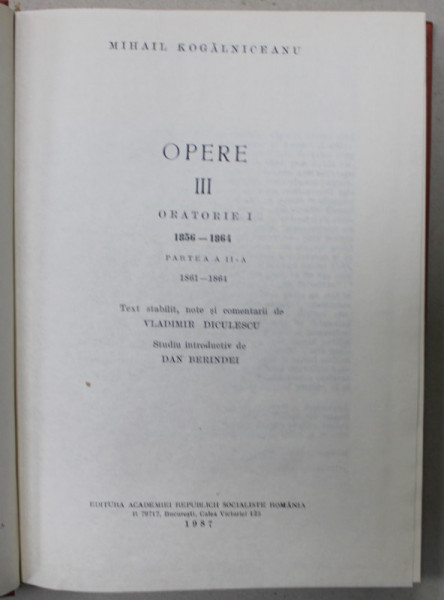 MIHAIL KOGĂLNICEANU
OPERE
III
ORATORIE I
1856—1864
PARTEA A II-A
1861—1864
Text stabilit, note și comentarii de
VLADIMIR DICULESCU
Studiu introductiv de
DAN BERINDEI
EDITURA ACADEMIEI REPUBLICII SOCIALISTE ROMÂNIA
R 79717, București, Calea Victoriei 125
1987